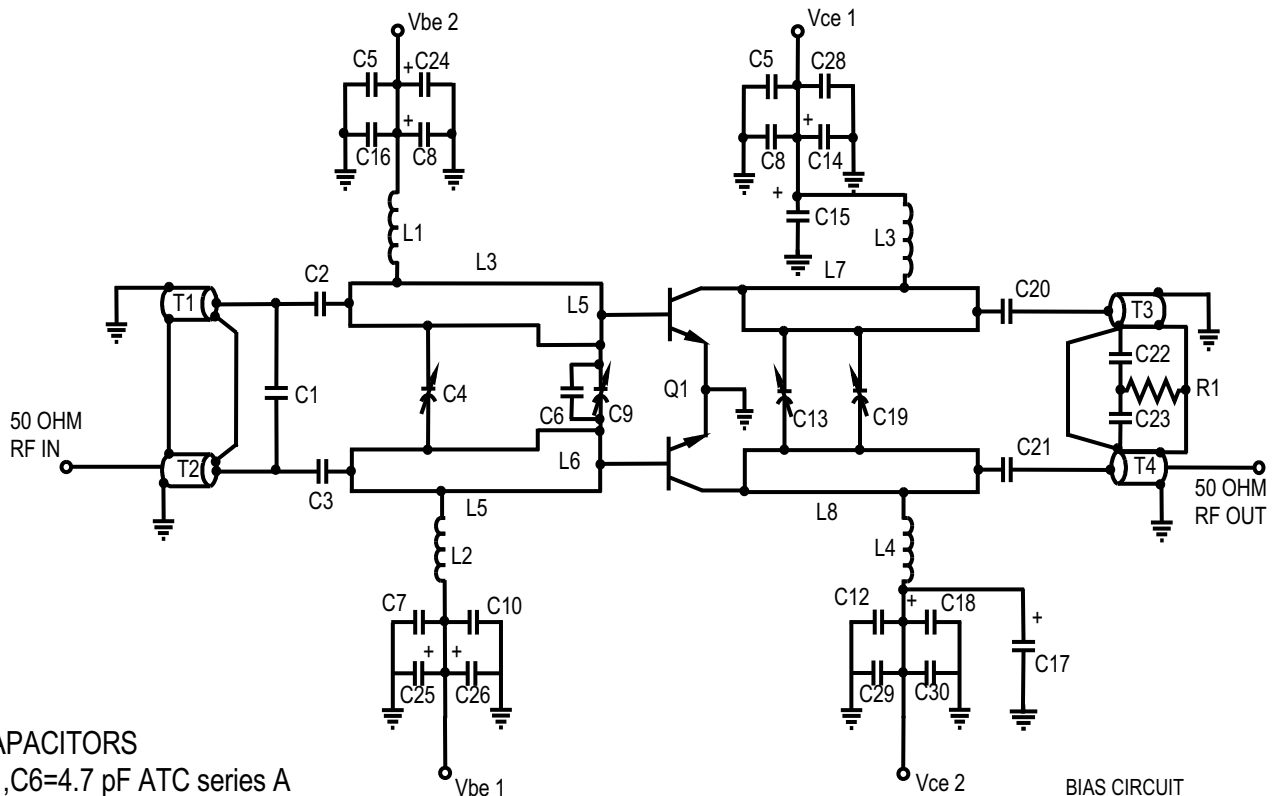 Vbe 2
Vce 1
C5
C24
C5
C28
+
+
C16
C8
C8
+
C14
+
C15
L1
L3
C2
L3
L7
C20
T1
L5
T3
C22
C1
C4
C6
C9
Q1
C13
C19
R1
C23
50 OHM
RF IN
T2
C3
L6
C21
T4
L5
L8
50 OHM
RF OUT
L2
L4
C7
C10
C12
+
C18
+
+
+
C25
C26
C29
C30
C17
APACITORS
,C6=4.7 pF ATC series A
Vbe 1
Vce 2
BIAS CIRCUIT